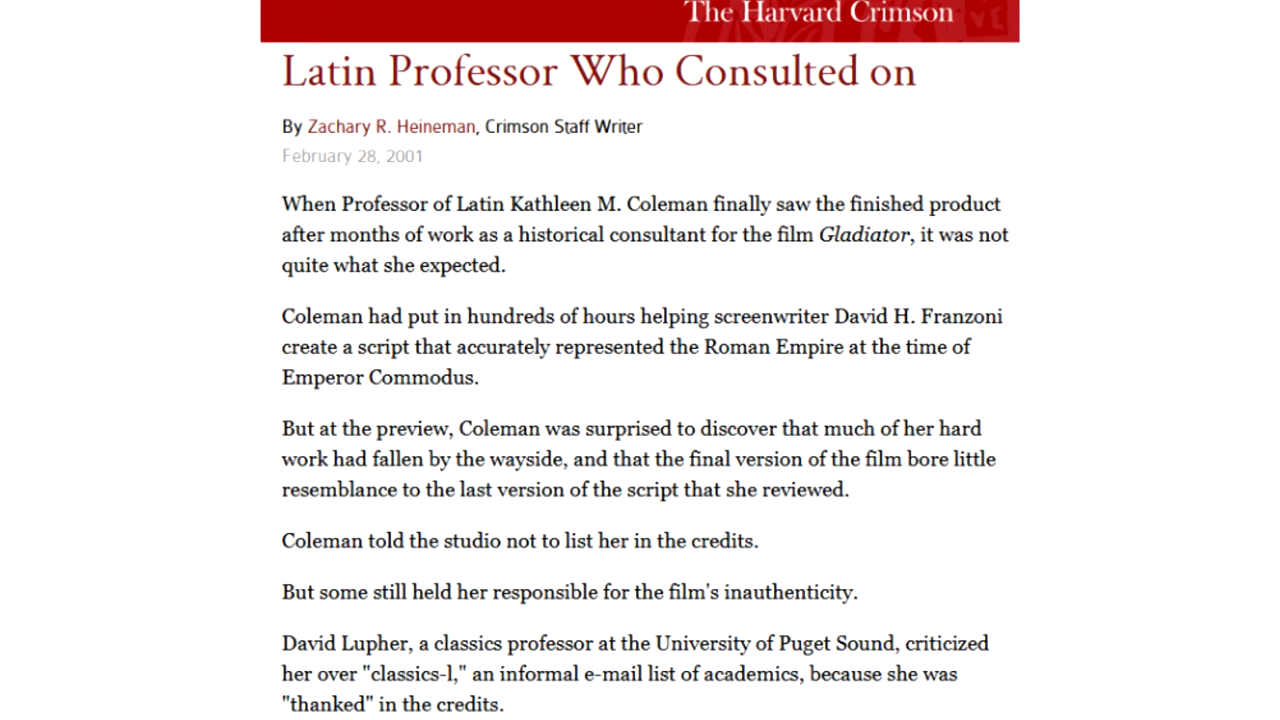 The Harvard Crimson
Latin Professor Who Consulted on
By Zachary R. Heineman, Crimson Staff Writer
February 28, 2001
When Professor of Latin Kathleen M. Coleman finally saw the finished product
after months of work as a historical consultant for the film Gladiator, it was not
quite what she expected.
Coleman had put in hundreds of hours helping screenwriter David H. Franzoni
create a script that accurately represented the Roman Empire at the time of
Emperor Commodus.
But at the preview, Coleman was surprised to discover that much of her hard
work had fallen by the wayside, and that the final version of the film bore little
resemblance to the last version of the script that she reviewed.
Coleman told the studio not to list her in the credits.
But some still held her responsible for the film's inauthenticity.
David Lupher, a classics professor at the University of Puget Sound, criticized
her over "classics-l," an informal e-mail list of academics, because she was
"thanked" in the credits.